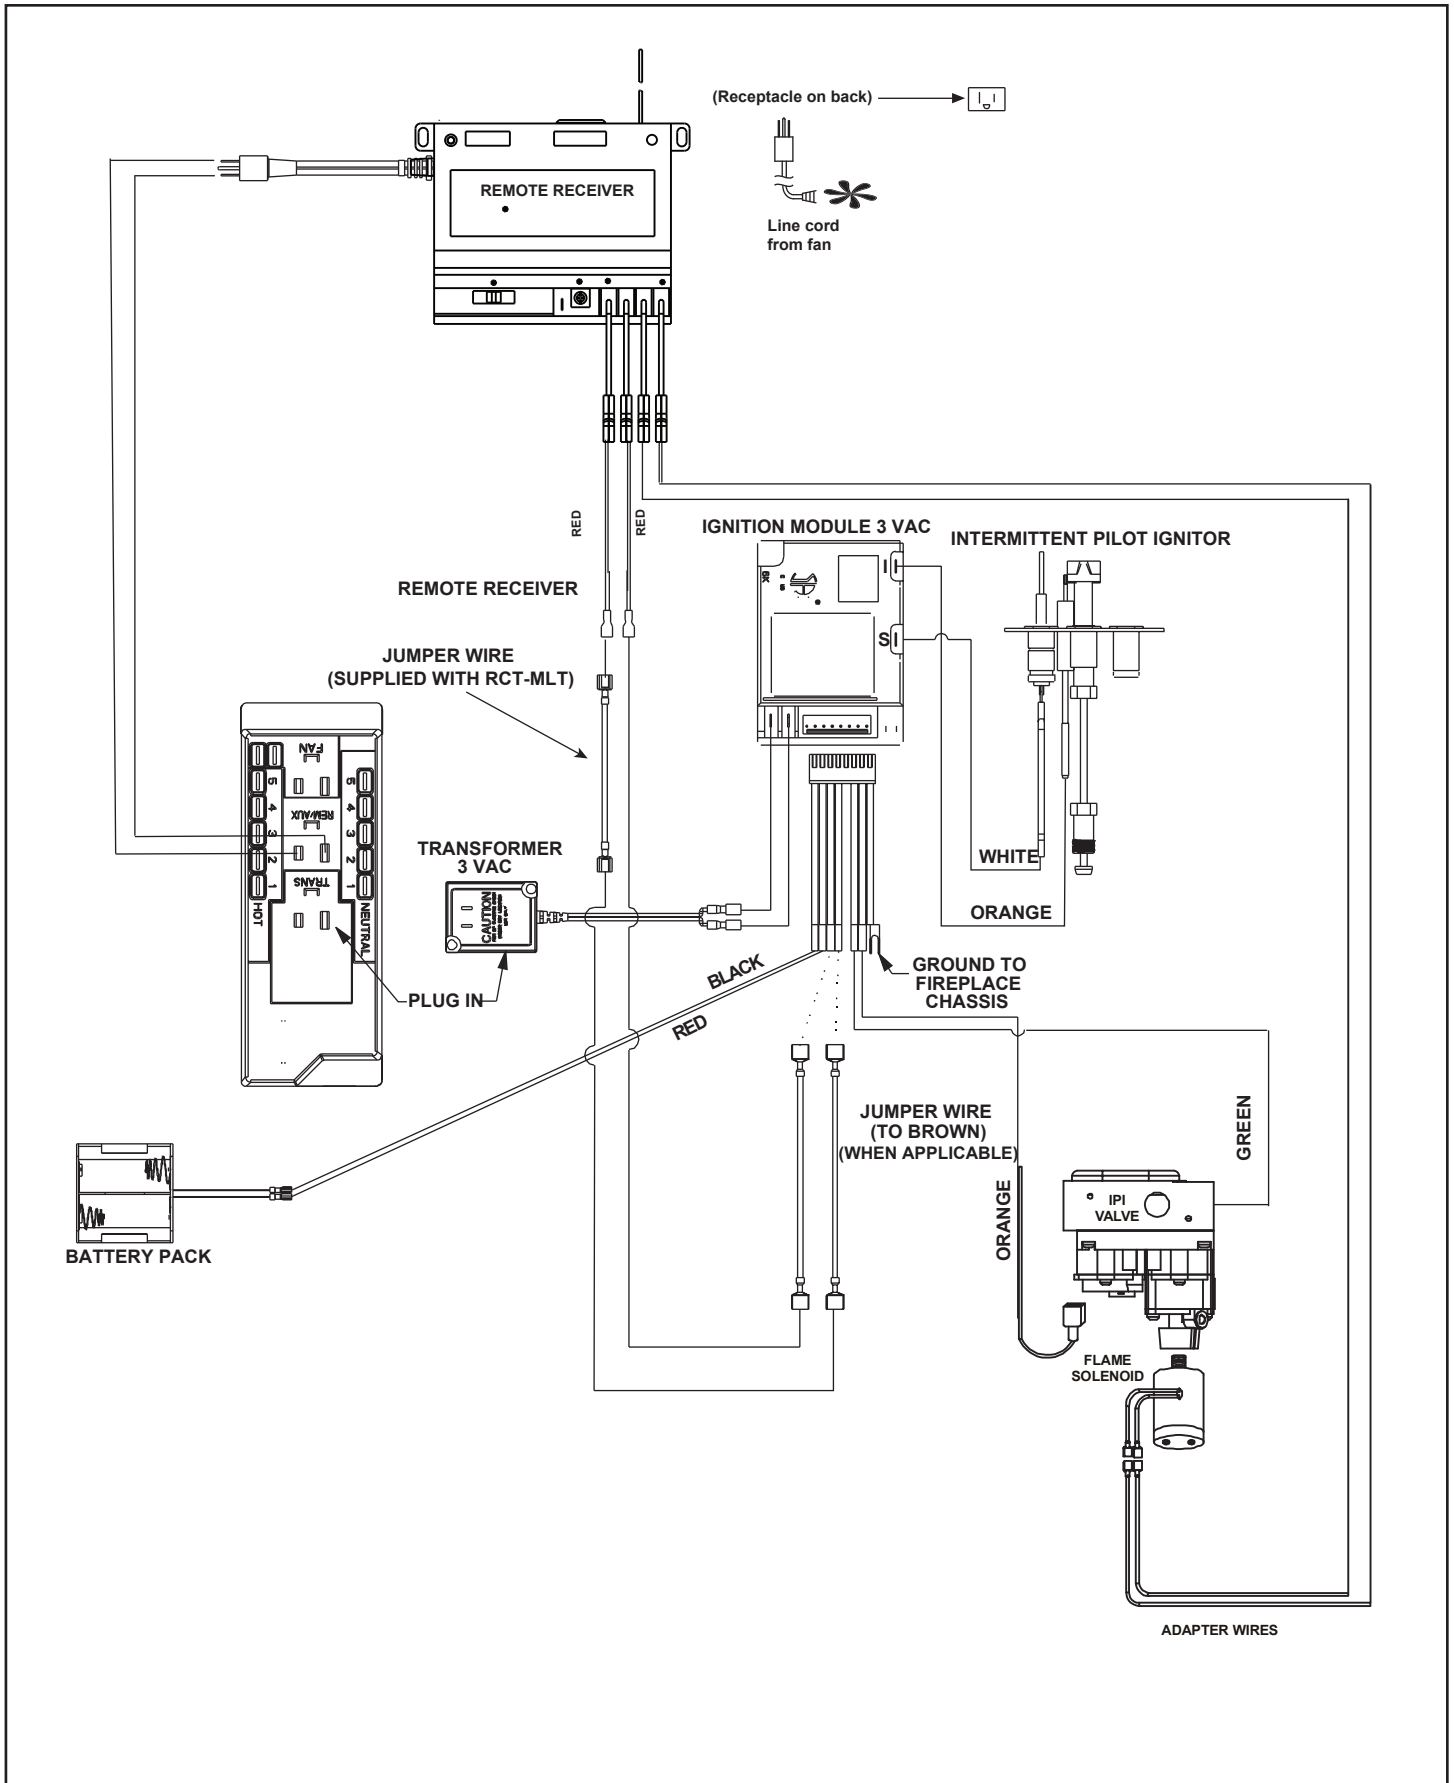 (Receptacle on back)
REMOTE RECEIVER
Line cord
from fan
RED
RED
IGNITION MODULE 3 VAC
INTERMITTENT PILOT IGNITOR
I
S
REMOTE RECEIVER
JUMPER WIRE
(SUPPLIED WITH RCT-MLT)
FAN
5
4
3
2
1
HOT
REM/AUX
TRANS
5
4
3
2
1
NEUTRAL
TRANSFORMER
3 VAC
CAUTION
WHITE
ORANGE
PLUG IN
BLACK
RED
GROUND TO
FIREPLACE
CHASSIS
JUMPER WIRE
(TO BROWN)
(WHEN APPLICABLE)
ORANGE
GREEN
IPI
VALVE
BATTERY PACK
FLAME
SOLENOID
ADAPTER WIRES